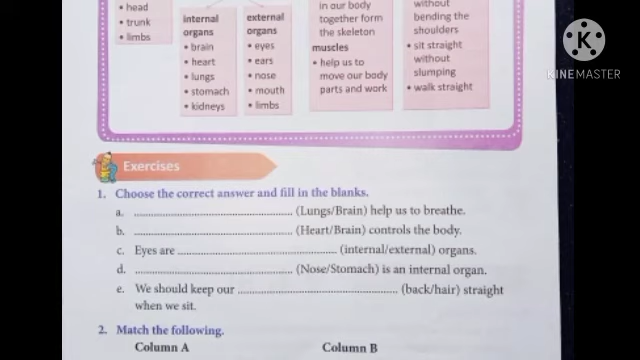 • head
• trunk
• limbs
internal
organs
• brain
• heart
• lungs
• stomach
• kidneys
external
organs
• eyes
• ears
• nose
• mouth
• limbs
in our body
together form
the skeleton
muscles
• help us to
move our body
parts and work
without
bending the
shoulders
• sit straight
without
slumping
• walk straight
KINEMASTER
Exercises
1. Choose the correct answer and fill in the blanks.
a. ................................................ (Lungs/Brain) help us to breathe.
b. ................................................ (Heart/Brain) controls the body.
c. Eyes are ................................................ (internal/external) organs.
d. ................................................ (Nose/Stomach) is an internal organ.
e. We should keep our ................................................ (back/hair) straight
when we sit.
2. Match the following.
Column A Column B